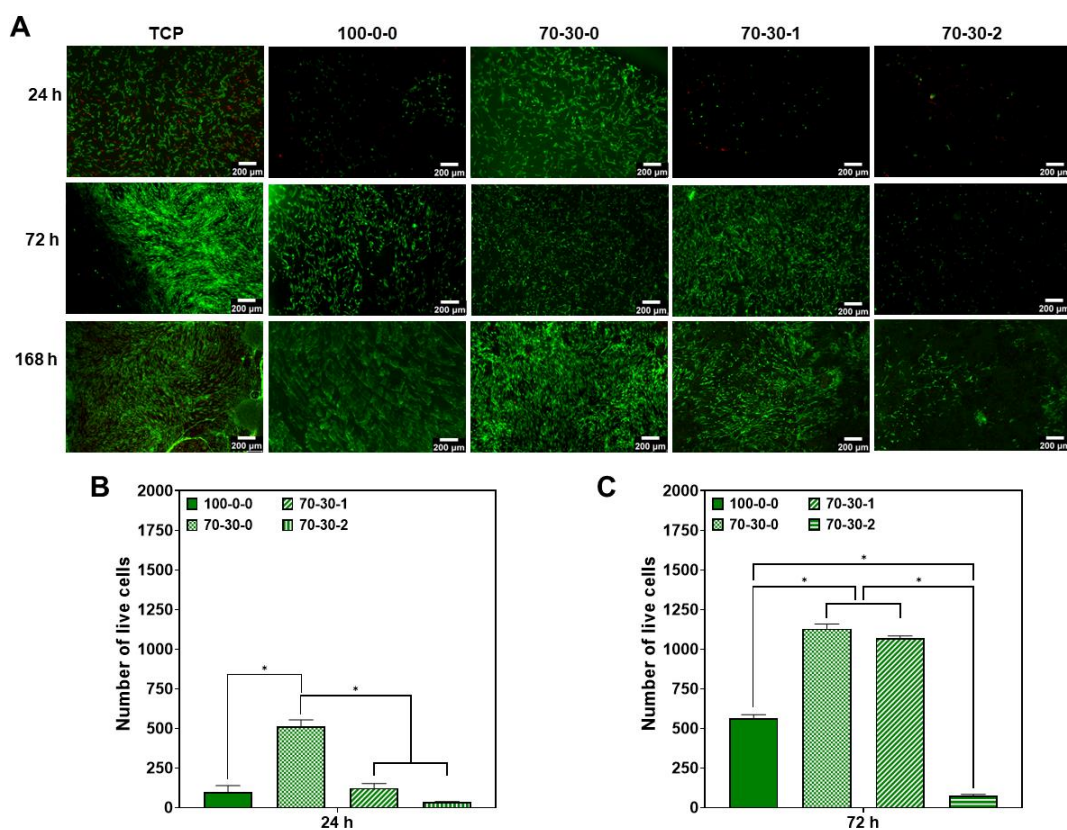 A
TCP 100-0-0 70-30-0 70-30-1 70-30-2
24 h
200 µm 200 µm 200 µm 200 µm 200 µm
72 h
200 µm 200 µm 200 µm 200 µm 200 µm
168 h
200 µm 200 µm 200 µm 200 µm 200 µm
B
Number of live cells
2000
1750
1500
1250
1000
750
500
250
0
100-0-0 70-30-1
70-30-0 70-30-2
*
*
24 h
C
Number of live cells
2000
1750
1500
1250
1000
750
500
250
0
100-0-0 70-30-1
70-30-0 70-30-2
*
* *
72 h